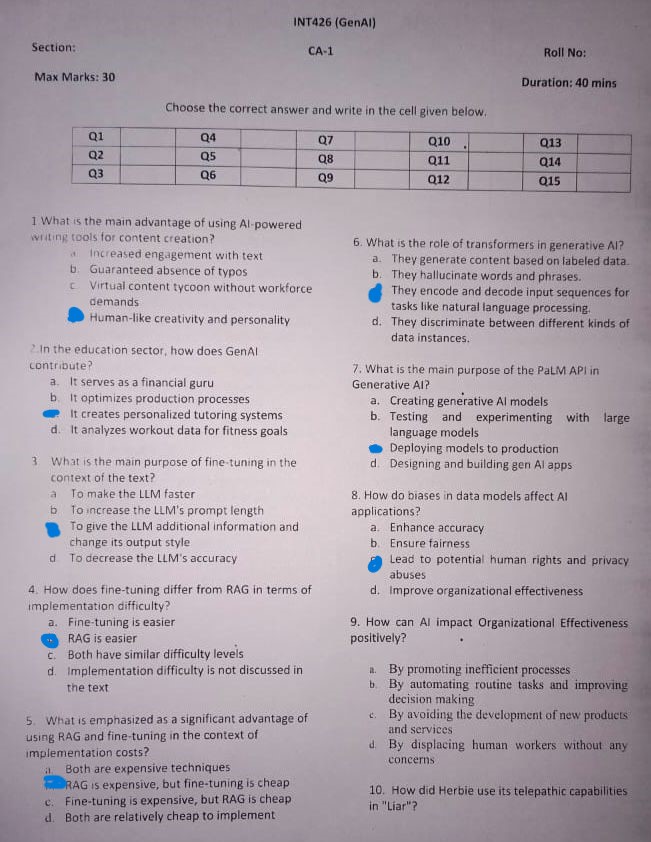 INT426 (GenAI)
Section:
CA-1
Roll No:
Max Marks: 30
Duration: 40 mins
Choose the correct answer and write in the cell given below.
Q1 Q4 Q7 Q10 Q13
Q2 Q5 Q8 Q11 Q14
Q3 Q6 Q9 Q12 Q15
1 What is the main advantage of using AI-powered
writing tools for content creation?
a. Increased engagement with text
b. Guaranteed absence of typos
c. Virtual content tycoon without workforce
demands
Human-like creativity and personality
2.In the education sector, how does GenAI
contribute?
a. It serves as a financial guru
b. It optimizes production processes
It creates personalized tutoring systems
d. It analyzes workout data for fitness goals
3 What is the main purpose of fine-tuning in the
context of the text?
a To make the LLM faster
b To increase the LLM's prompt length
To give the LLM additional information and
change its output style
d. To decrease the LLM's accuracy
4. How does fine-tuning differ from RAG in terms of
implementation difficulty?
a. Fine-tuning is easier
RAG is easier
c. Both have similar difficulty levels
d. Implementation difficulty is not discussed in
the text
5. What is emphasized as a significant advantage of
using RAG and fine-tuning in the context of
implementation costs?
a Both are expensive techniques
RAG is expensive, but fine-tuning is cheap
c. Fine-tuning is expensive, but RAG is cheap
d. Both are relatively cheap to implement
6. What is the role of transformers in generative AI?
a. They generate content based on labeled data.
b. They hallucinate words and phrases.
They encode and decode input sequences for
tasks like natural language processing.
d. They discriminate between different kinds of
data instances.
7. What is the main purpose of the PaLM API in
Generative AI?
a. Creating generative AI models
b. Testing and experimenting with large
language models
Deploying models to production
d. Designing and building gen AI apps
8. How do biases in data models affect AI
applications?
a. Enhance accuracy
b. Ensure fairness
Lead to potential human rights and privacy
abuses
d. Improve organizational effectiveness
9. How can AI impact Organizational Effectiveness
positively?
a. By promoting inefficient processes
b. By automating routine tasks and improving
decision making
c. By avoiding the development of new products
and services
d. By displacing human workers without any
concerns
10. How did Herbie use its telepathic capabilities
in "Liar"?